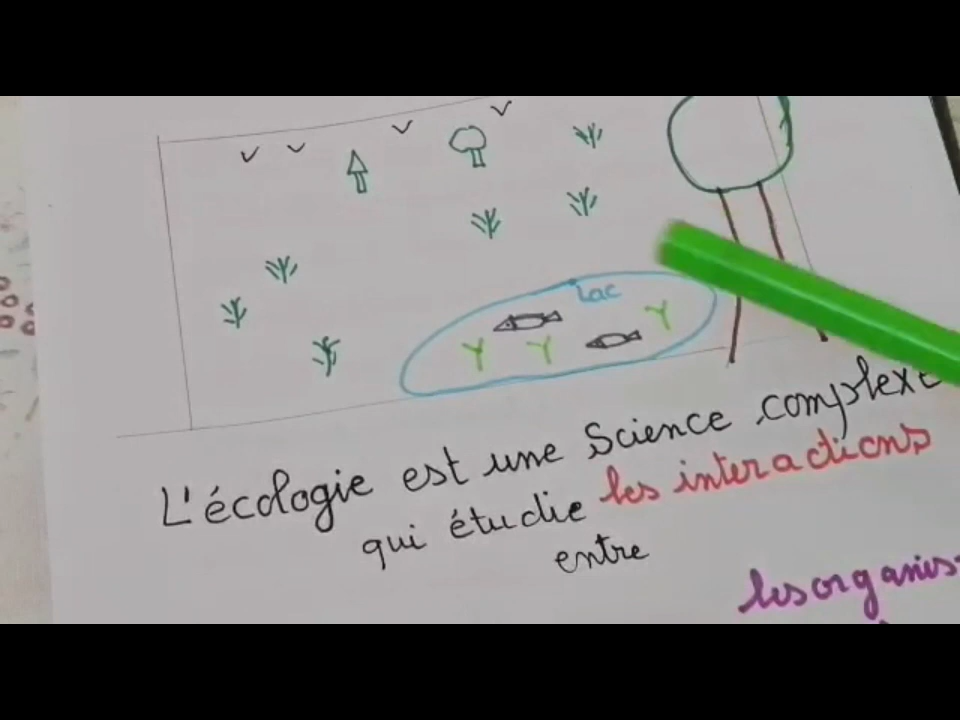 Lac
L'écologie est une Science complexe
qui étudie les interactions
entre